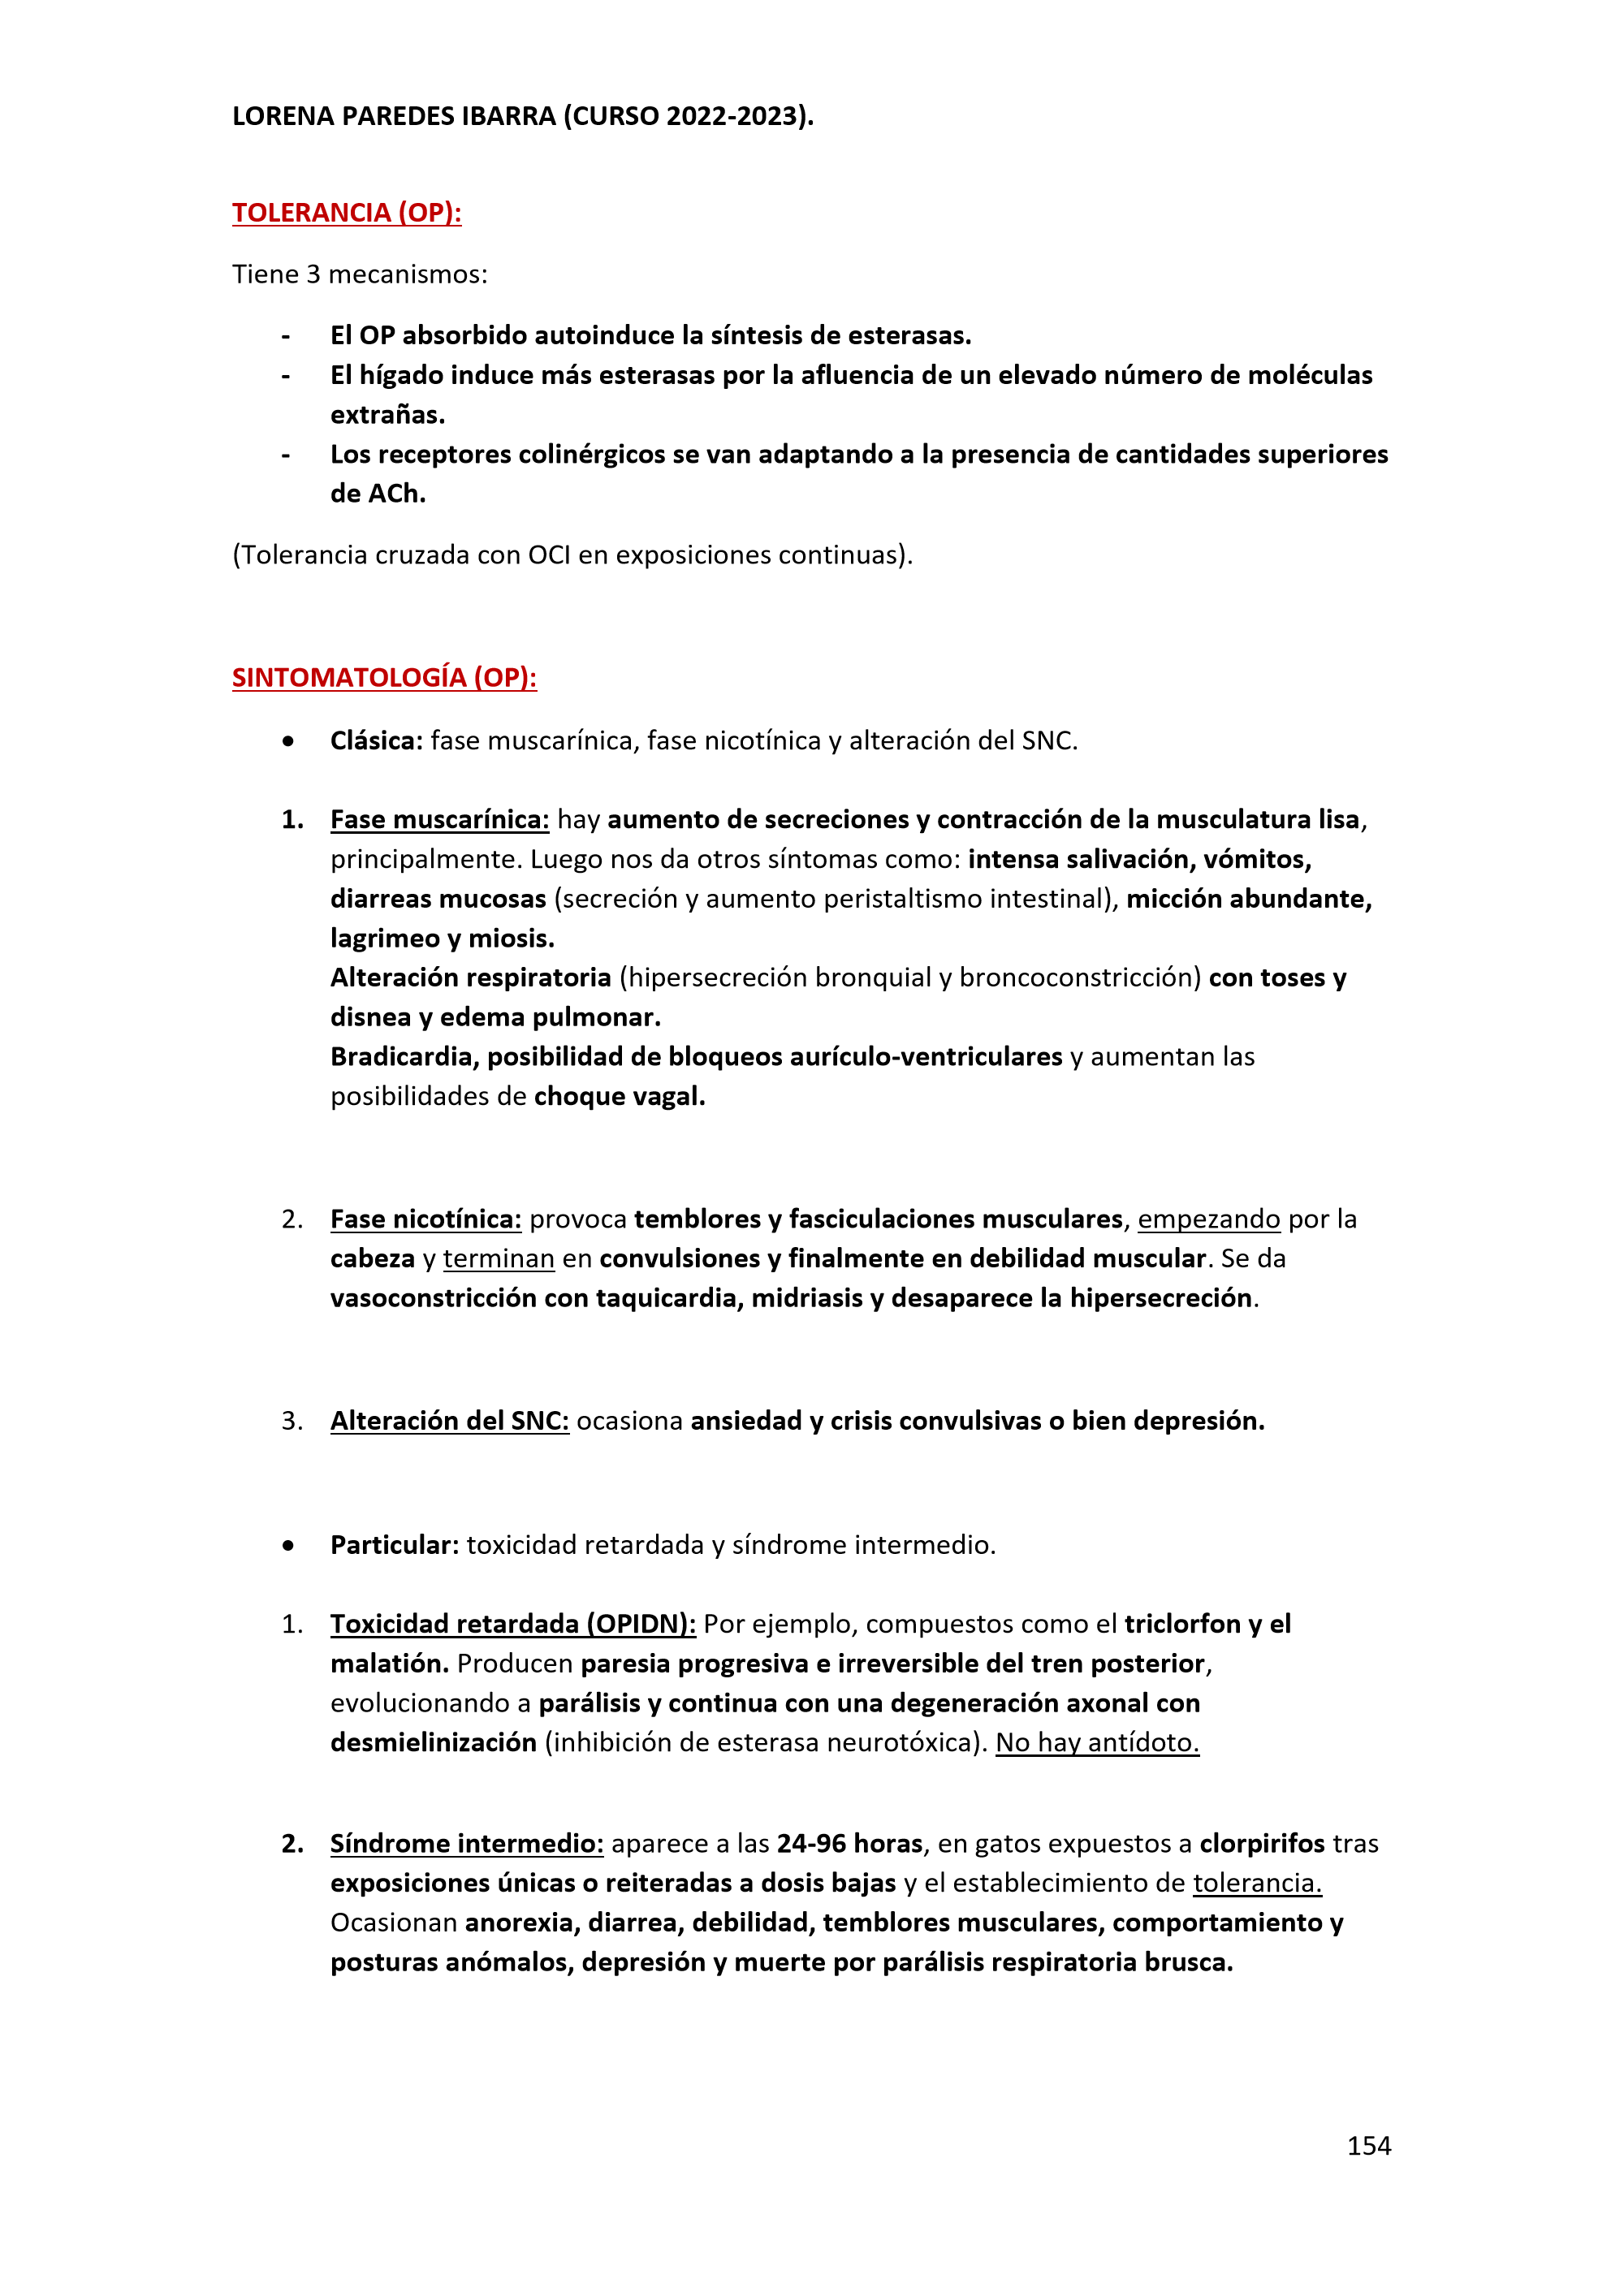 LORENA PAREDES IBARRA (CURSO 2022-2023).
TOLERANCIA (OP):
Tiene 3 mecanismos:
- El OP absorbido autoinduce la síntesis de esterasas.
- El hígado induce más esterasas por la afluencia de un elevado número de moléculas
extrañas.
- Los receptores colinérgicos se van adaptando a la presencia de cantidades superiores
de ACh.
(Tolerancia cruzada con OCI en exposiciones continuas).
SINTOMATOLOGÍA (OP):
• Clásica: fase muscarínica, fase nicotínica y alteración del SNC.
1. Fase muscarínica: hay aumento de secreciones y contracción de la musculatura lisa,
principalmente. Luego nos da otros síntomas como: intensa salivación, vómitos,
diarreas mucosas (secreción y aumento peristaltismo intestinal), micción abundante,
lagrimeo y miosis.
Alteración respiratoria (hipersecreción bronquial y broncoconstricción) con toses y
disnea y edema pulmonar.
Bradicardia, posibilidad de bloqueos aurículo-ventriculares y aumentan las
posibilidades de choque vagal.
2. Fase nicotínica: provoca temblores y fasciculaciones musculares, empezando por la
cabeza y terminan en convulsiones y finalmente en debilidad muscular. Se da
vasoconstricción con taquicardia, midriasis y desaparece la hipersecreción.
3. Alteración del SNC: ocasiona ansiedad y crisis convulsivas o bien depresión.
• Particular: toxicidad retardada y síndrome intermedio.
1. Toxicidad retardada (OPIDN): Por ejemplo, compuestos como el triclorfon y el
malatión. Producen paresia progresiva e irreversible del tren posterior,
evolucionando a parálisis y continua con una degeneración axonal con
desmielinización (inhibición de esterasa neurotóxica). No hay antídoto.
2. Síndrome intermedio: aparece a las 24-96 horas, en gatos expuestos a clorpirifos tras
exposiciones únicas o reiteradas a dosis bajas y el establecimiento de tolerancia.
Ocasionan anorexia, diarrea, debilidad, temblores musculares, comportamiento y
posturas anómalos, depresión y muerte por parálisis respiratoria brusca.
154